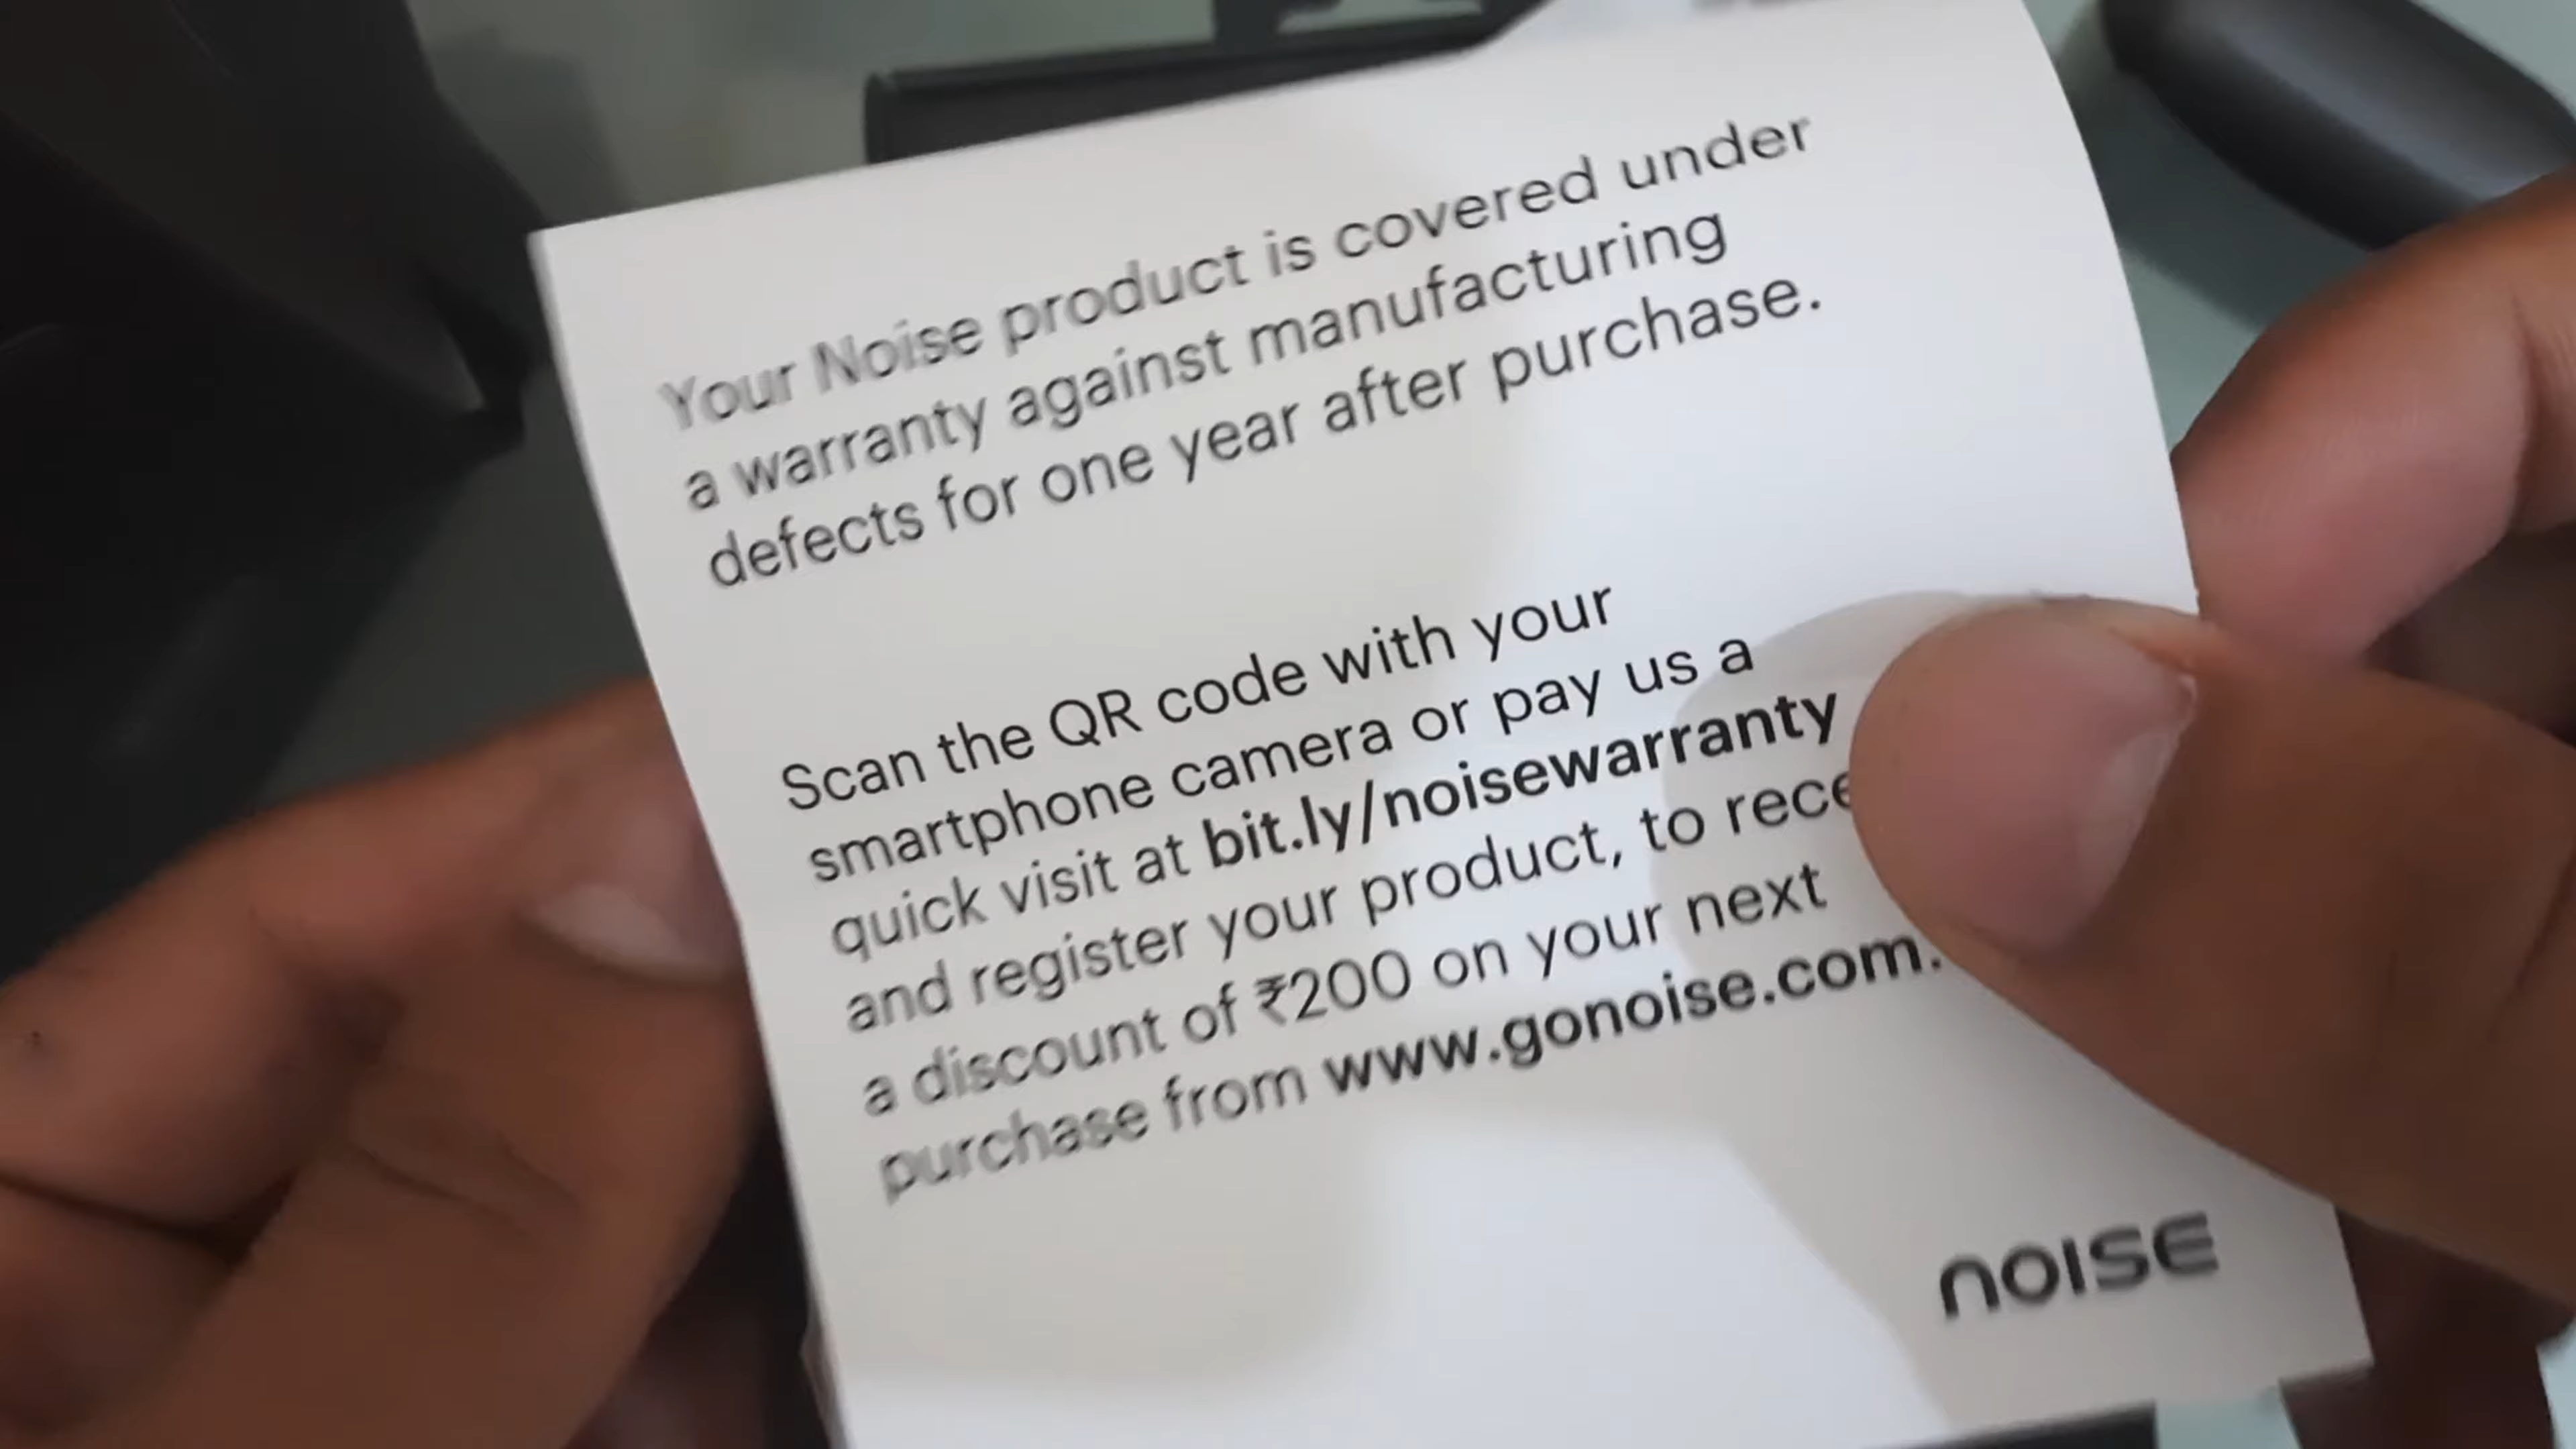 Your Noise product is covered under
a warranty against manufacturing
defects for one year after purchase.
Scan the QR code with your
smartphone camera or pay us a
quick visit at bit.ly/noisewarranty
and register your product, to
a discount of ₹200 on your next
purchase from www.gonoise.com.
NOISE